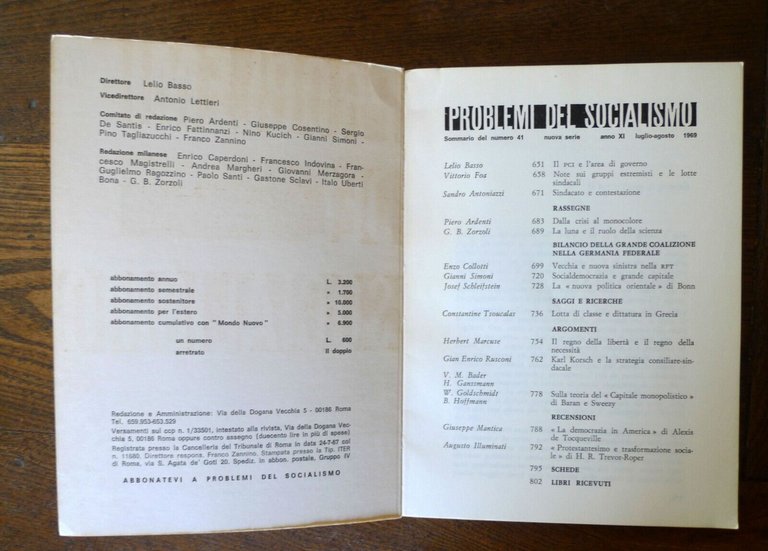 Direttore Lelio Basso
Vicedirettore Antonio Lettieri
Comitato di redazione Piero Ardenti - Giuseppe Cosentino - Sergio
De Santis - Enrico Fattinnanzi - Nino Kucich - Gianni Simoni -
Pino Tagliazucchi - Franco Zannino
Redazione milanese Enrico Caperdoni - Francesco Indovina - Fran-
cesco Magistrelli - Andrea Margheri - Giovanni Merzagora -
Guglielmo Ragozzino - Paolo Santi - Gastone Sclavi - Italo Uberti
Bona - G. B. Zorzoli
abbonamento annuo L. 3.200
abbonamento semestrale » 1.700
abbonamento sostenitore » 10.000
abbonamento per l'estero » 5.000
abbonamento cumulativo con "Mondo Nuovo" » 6.900
un numero L. 600
arretrato Il doppio
Redazione e Amministrazione: Via della Dogana Vecchia 5 - 00186 Roma
Tel. 659.953-653.529
Versamenti sul ccp n. 1/33501, intestato alla rivista, Via della Dogana Vec-
chia 5, 00186 Roma oppure contro assegno (duecento lire in più di spese)
Registrata presso la Cancelleria del Tribunale di Roma in data 24-7-67 col
n. 11680. Direttore respons. Franco Zannino. Stampata presso la Tip. ITER
di Roma, via S. Agata de' Goti 20. Spediz. in abbon. postale, Gruppo IV
ABBONATEVI A PROBLEMI DEL SOCIALISMO
PROBLEMI DEL SOCIALISMO
Sommario del numero 41 nuova serie anno XI luglio-agosto 1969
Lelio Basso 651 Il PCI e l'area di governo
Vittorio Foa 658 Note sui gruppi estremisti e le lotte
sindacali
Sandro Antoniazzi 671 Sindacato e contestazione
RASSEGNE
Piero Ardenti 683 Dalla crisi al monocolore
G. B. Zorzoli 689 La luna e il ruolo della scienza
BILANCIO DELLA GRANDE COALIZIONE
NELLA GERMANIA FEDERALE
Enzo Collotti 699 Vecchia e nuova sinistra nella RFT
Gianni Simoni 720 Socialdemocrazia e grande capitale
Josef Schleifstein 728 La « nuova politica orientale » di Bonn
SAGGI E RICERCHE
Constantine Tsoucalas 736 Lotta di classe e dittatura in Grecia
ARGOMENTI
Herbert Marcuse 754 Il regno della libertà e il regno della
necessità
Gian Enrico Rusconi 762 Karl Korsch e la strategia consiliare-sin-
dacale
V. M. Bader
H. Ganssmann
W. Goldschmidt 778 Sulla teoria del « Capitale monopolistico »
B. Hoffmann di Baran e Sweezy
RECENSIONI
Giuseppe Mantica 788 « La democrazia in America » di Alexis
de Tocqueville
Augusto Illuminati 792 « Protestantesimo e trasformazione socia-
le » di H. R. Trevor-Roper
795 SCHEDE
802 LIBRI RICEVUTI